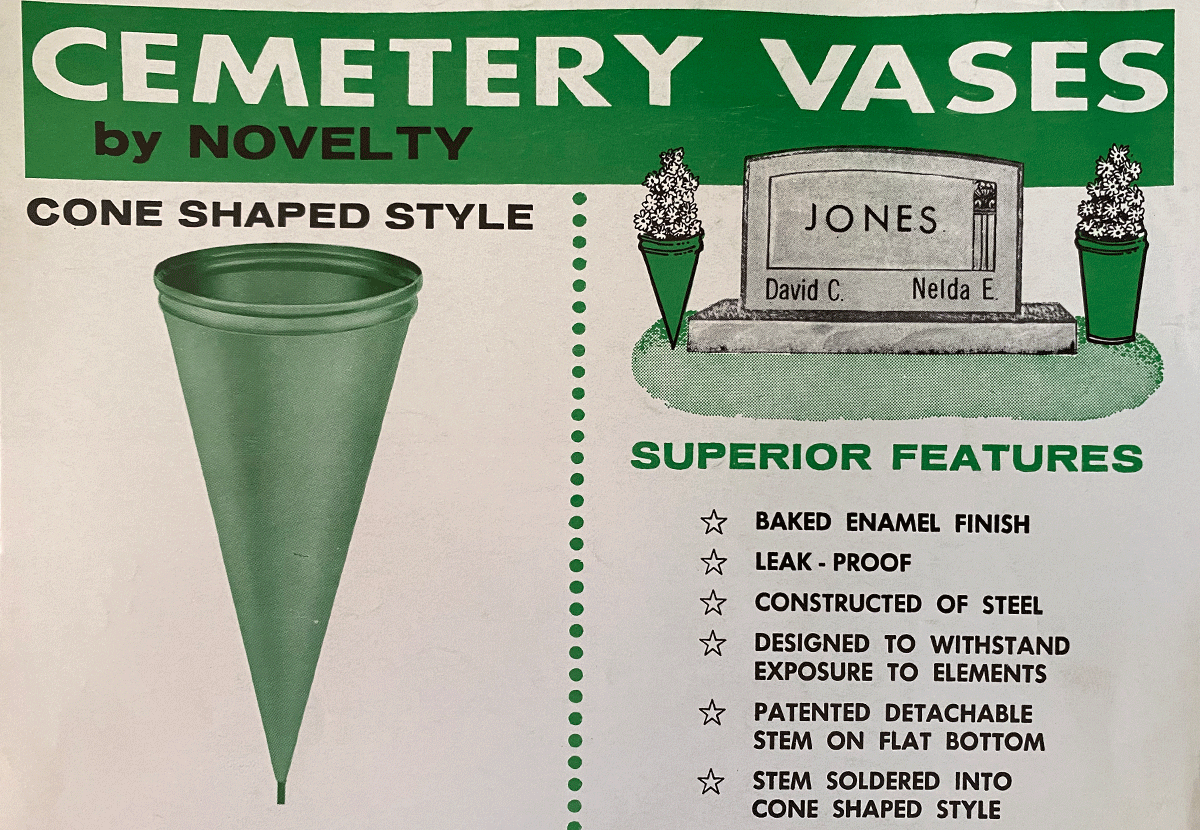 CEMETERY VASES
by NOVELTY
CONE SHAPED STYLE
JONES
David C. Nelda E.
SUPERIOR FEATURES
☆ BAKED ENAMEL FINISH
☆ LEAK - PROOF
☆ CONSTRUCTED OF STEEL
☆ DESIGNED TO WITHSTAND
EXPOSURE TO ELEMENTS
☆ PATENTED DETACHABLE
STEM ON FLAT BOTTOM
☆ STEM SOLDERED INTO
CONE SHAPED STYLE